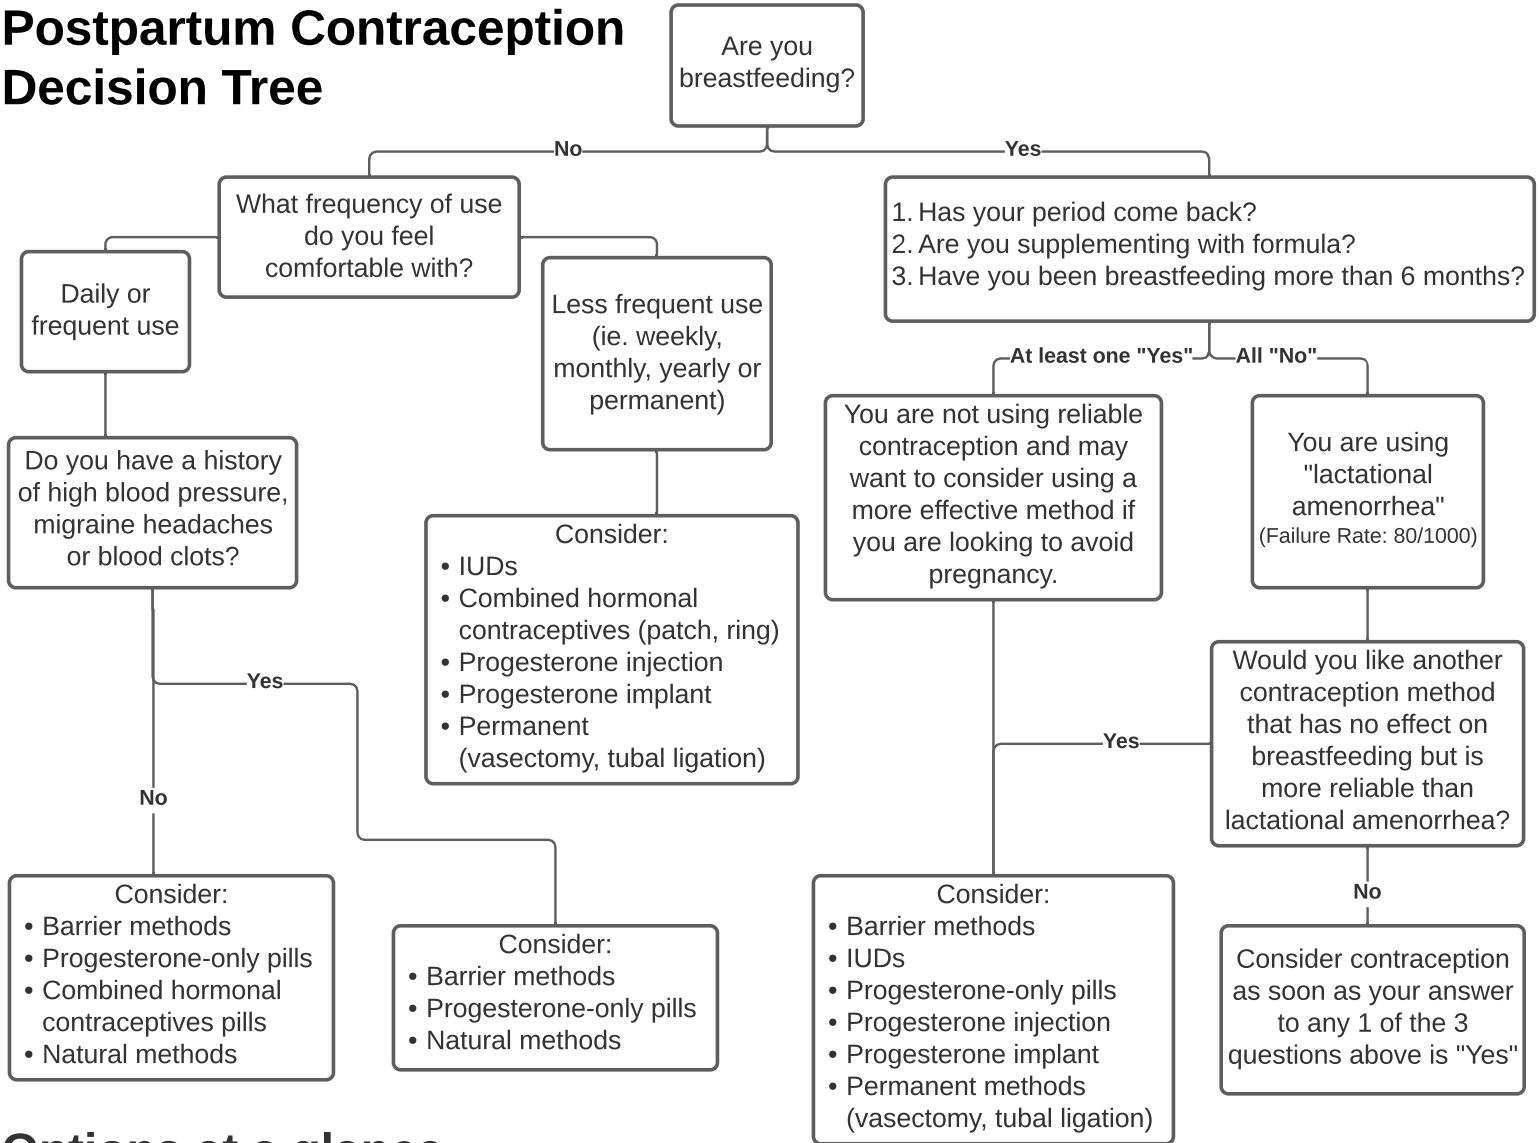 Postpartum Contraception
Decision Tree
Are you
breastfeeding?
No
Yes
What frequency of use
do you feel
comfortable with?
1. Has your period come back?
2. Are you supplementing with formula?
3. Have you been breastfeeding more than 6 months?
Daily or
frequent use
Less frequent use
(ie. weekly,
monthly, yearly or
permanent)
At least one "Yes"
All "No"
You are not using reliable
contraception and may
want to consider using a
more effective method if
you are looking to avoid
pregnancy.
You are using
"lactational
amenorrhea"
(Failure Rate: 80/1000)
Do you have a history
of high blood pressure,
migraine headaches
or blood clots?
Consider:
• IUDs
• Combined hormonal
contraceptives (patch, ring)
• Progesterone injection
• Progesterone implant
• Permanent
(vasectomy, tubal ligation)
Would you like another
contraception method
that has no effect on
breastfeeding but is
more reliable than
lactational amenorrhea?
Yes
Yes
No
No
Consider:
• Barrier methods
• Progesterone-only pills
• Combined hormonal
contraceptives pills
• Natural methods
Consider:
• Barrier methods
• Progesterone-only pills
• Natural methods
Consider:
• Barrier methods
• IUDs
• Progesterone-only pills
• Progesterone injection
• Progesterone implant
• Permanent methods
(vasectomy, tubal ligation)
Consider contraception
as soon as your answer
to any 1 of the 3
questions above is "Yes"
Options at a glance